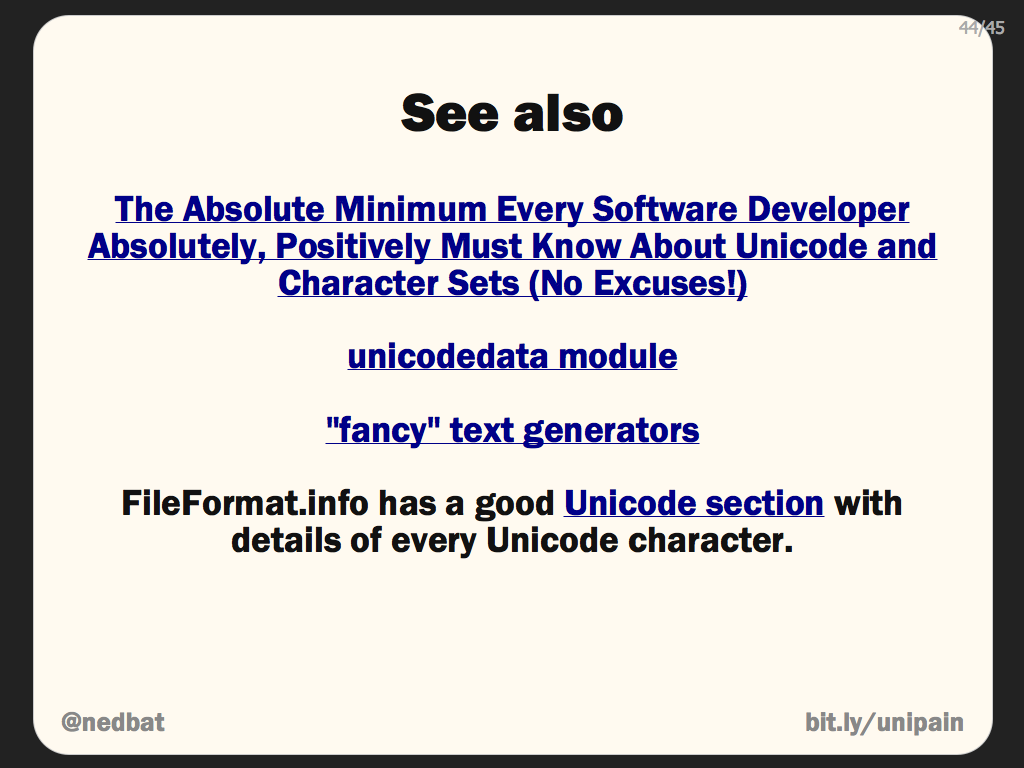 44/45
See also
The Absolute Minimum Every Software Developer
Absolutely, Positively Must Know About Unicode and
Character Sets (No Excuses!)
unicodedata module
"fancy" text generators
FileFormat.info has a good Unicode section with
details of every Unicode character.
@nedbat
bit.ly/unipain